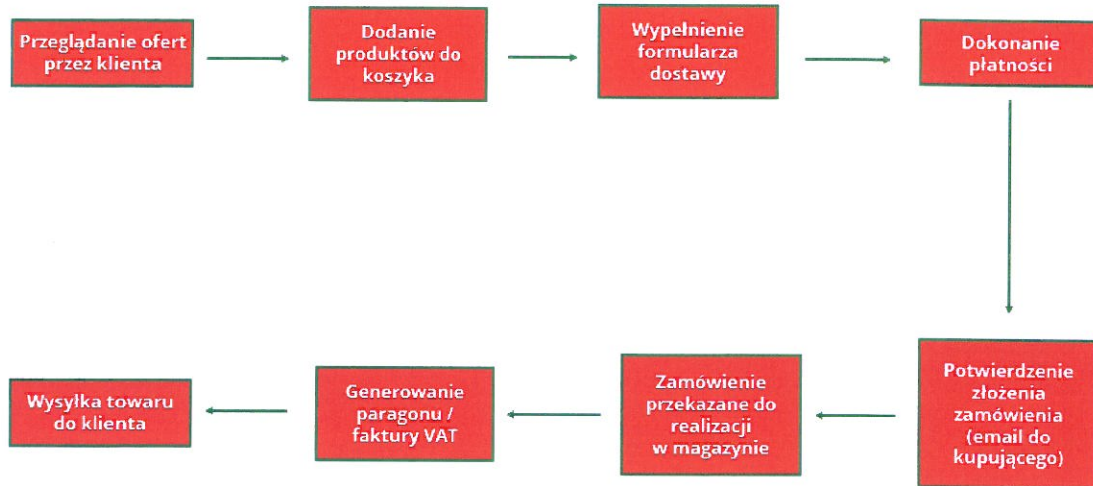 Przeglądanie ofert
przez klienta
Dodanie
produktów do
koszyka
Wypełnienie
formularza
dostawy
Dokonanie
płatności
Potwierdzenie
złożenia
zamówienia
(email do
kupującego)
Zamówienie
przekazane do
realizacji
w magazynie
Generowanie
paragonu /
faktury VAT
Wysyłka towaru
do klienta